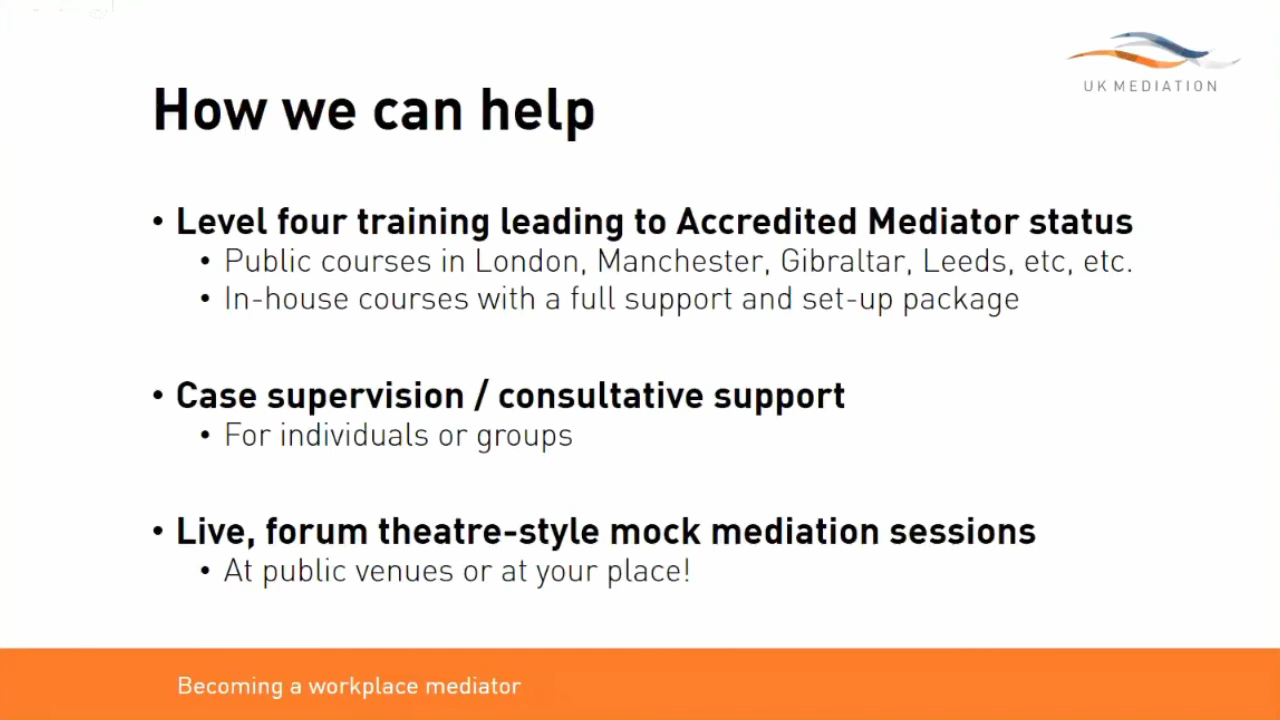 UK MEDIATION
How we can help
• Level four training leading to Accredited Mediator status
• Public courses in London, Manchester, Gibraltar, Leeds, etc, etc.
• In-house courses with a full support and set-up package
• Case supervision / consultative support
• For individuals or groups
• Live, forum theatre-style mock mediation sessions
• At public venues or at your place!
Becoming a workplace mediator